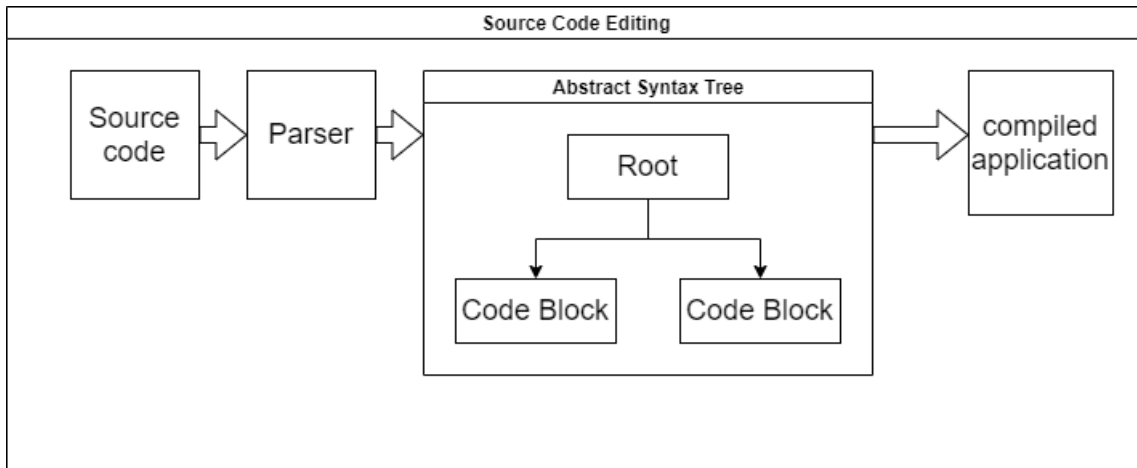 Source Code Editing
Source
code
Parser
Abstract Syntax Tree
Root
Code Block
Code Block
compiled
application